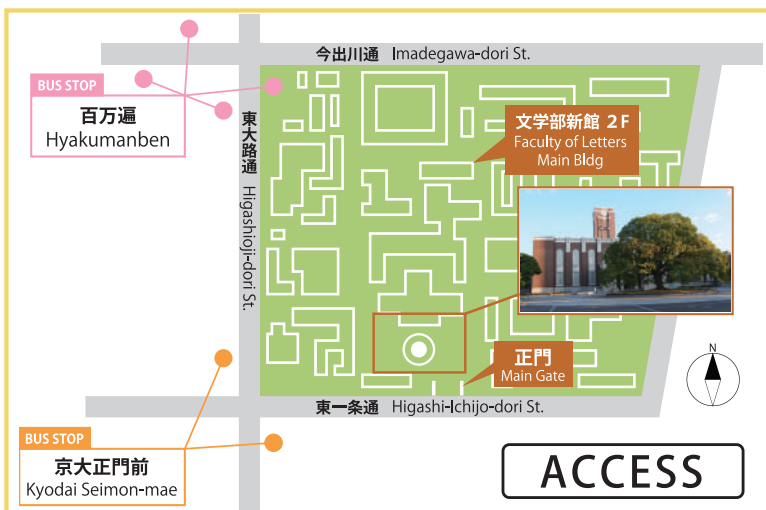 今出川通 Imadegawa-dori St.
BUS STOP
百万遍
Hyakumanben
東大路通 Higashioji-dori St.
文学部新館 2F
Faculty of Letters
Main Bldg
正門
Main Gate
N
東一条通 Higashi-Ichijo-dori St.
BUS STOP
京大正門前
Kyodai Seimon-mae
ACCESS